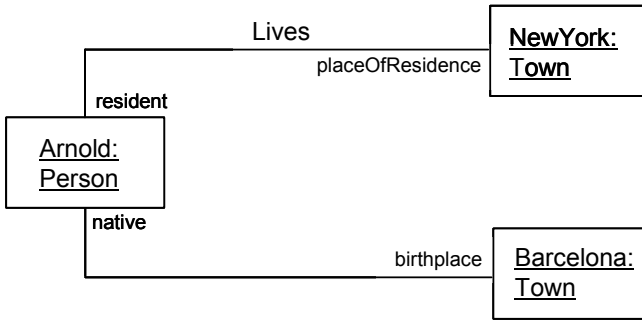 Lives
NewYork:
Town
placeOfResidence
resident
Arnold:
Person
native
birthplace
Barcelona:
Town